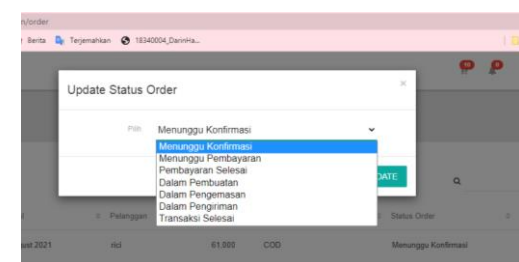 n/order
Berita Terjemahkan 18340004_DarinHa...
Update Status Order ×
Pilih Menunggu Konfirmasi
Menunggu Konfirmasi
Menunggu Pembayaran
Pembayaran Selesai
Dalam Pembuatan
Dalam Pengemasan
Dalam Pengiriman
Transaksi Selesai
DATE
Pelanggan Status Order
ust 2021 rici 61,000 COD Menunggu Konfirmasi